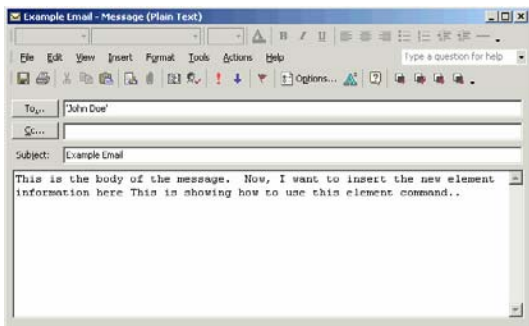 Example Email - Message (Plain Text)
A B I U
File Edit View Insert Format Tools Actions Help Type a question for help
Options...
To... 'John Doe'
Cc...
Subject: Example Email
This is the body of the message. Now, I want to insert the new element
information here This is showing how to use this element command..